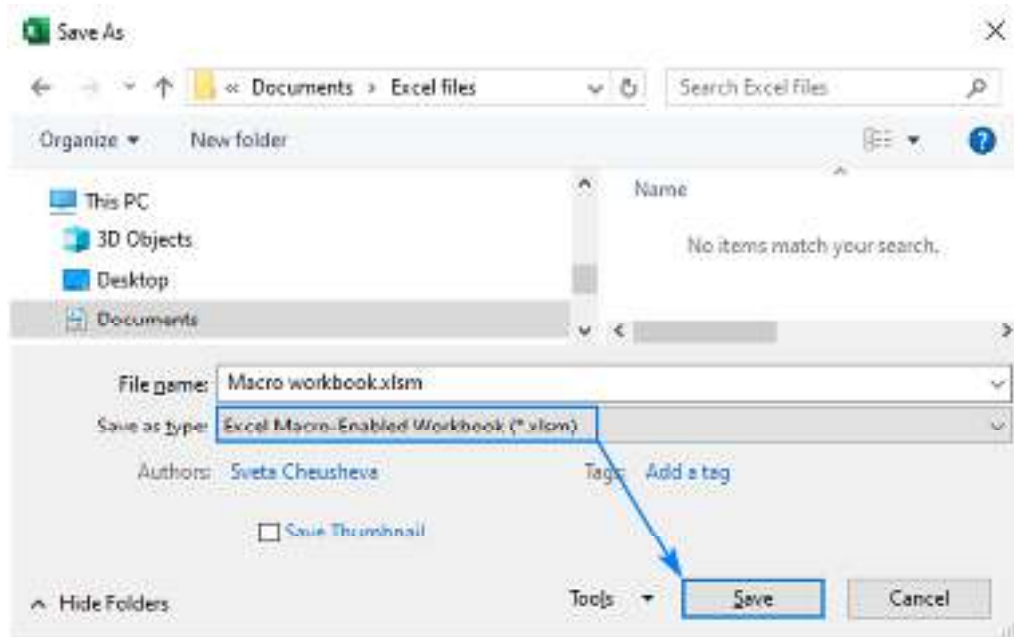 Save As
« Documents › Excel files
Search Excel files
Organize
New folder
This PC
3D Objects
Desktop
Documents
Name
No items match your search.
File name: Macro workbook.xlsm
Save as type: Excel Macro-Enabled Workbook (*.xlsm)
Authors: Sveta Cheusheva
Tags: Add a tag
Save Thumbnail
Hide Folders
Tools
Save
Cancel